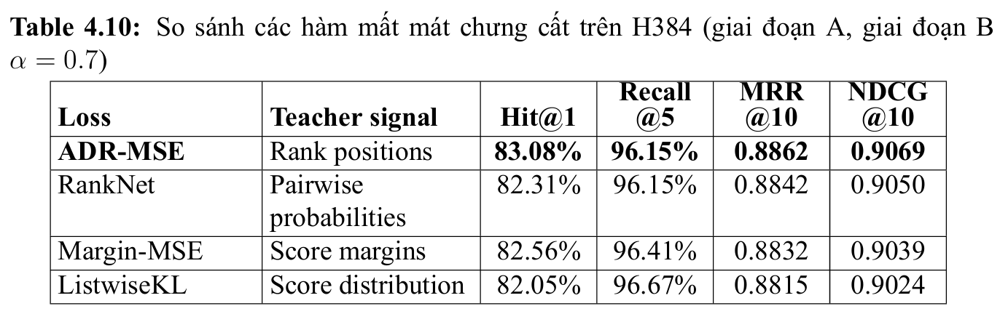 Table 4.10: So sánh các hàm mất mát chưng cất trên H384 (giai đoạn A, giai đoạn B
α = 0.7)
Loss Teacher signal Hit@1 Recall @5 MRR @10 NDCG @10
ADR-MSE Rank positions 83.08% 96.15% 0.8862 0.9069
RankNet Pairwise probabilities 82.31% 96.15% 0.8842 0.9050
Margin-MSE Score margins 82.56% 96.41% 0.8832 0.9039
ListwiseKL Score distribution 82.05% 96.67% 0.8815 0.9024